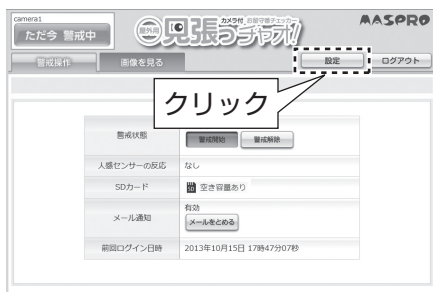 camera1
ただ今 警戒中
屋外用
カメラ付 お留守番チェッカー
見張っチャオ!
MASPRO
警戒操作
画像を見る
設定
ログアウト
クリック
警戒状態
警戒開始
警戒解除
人感センサーの反応
なし
SDカード
空き容量あり
メール通知
有効
メールをとめる
前回ログイン日時
2013年10月15日 17時47分07秒